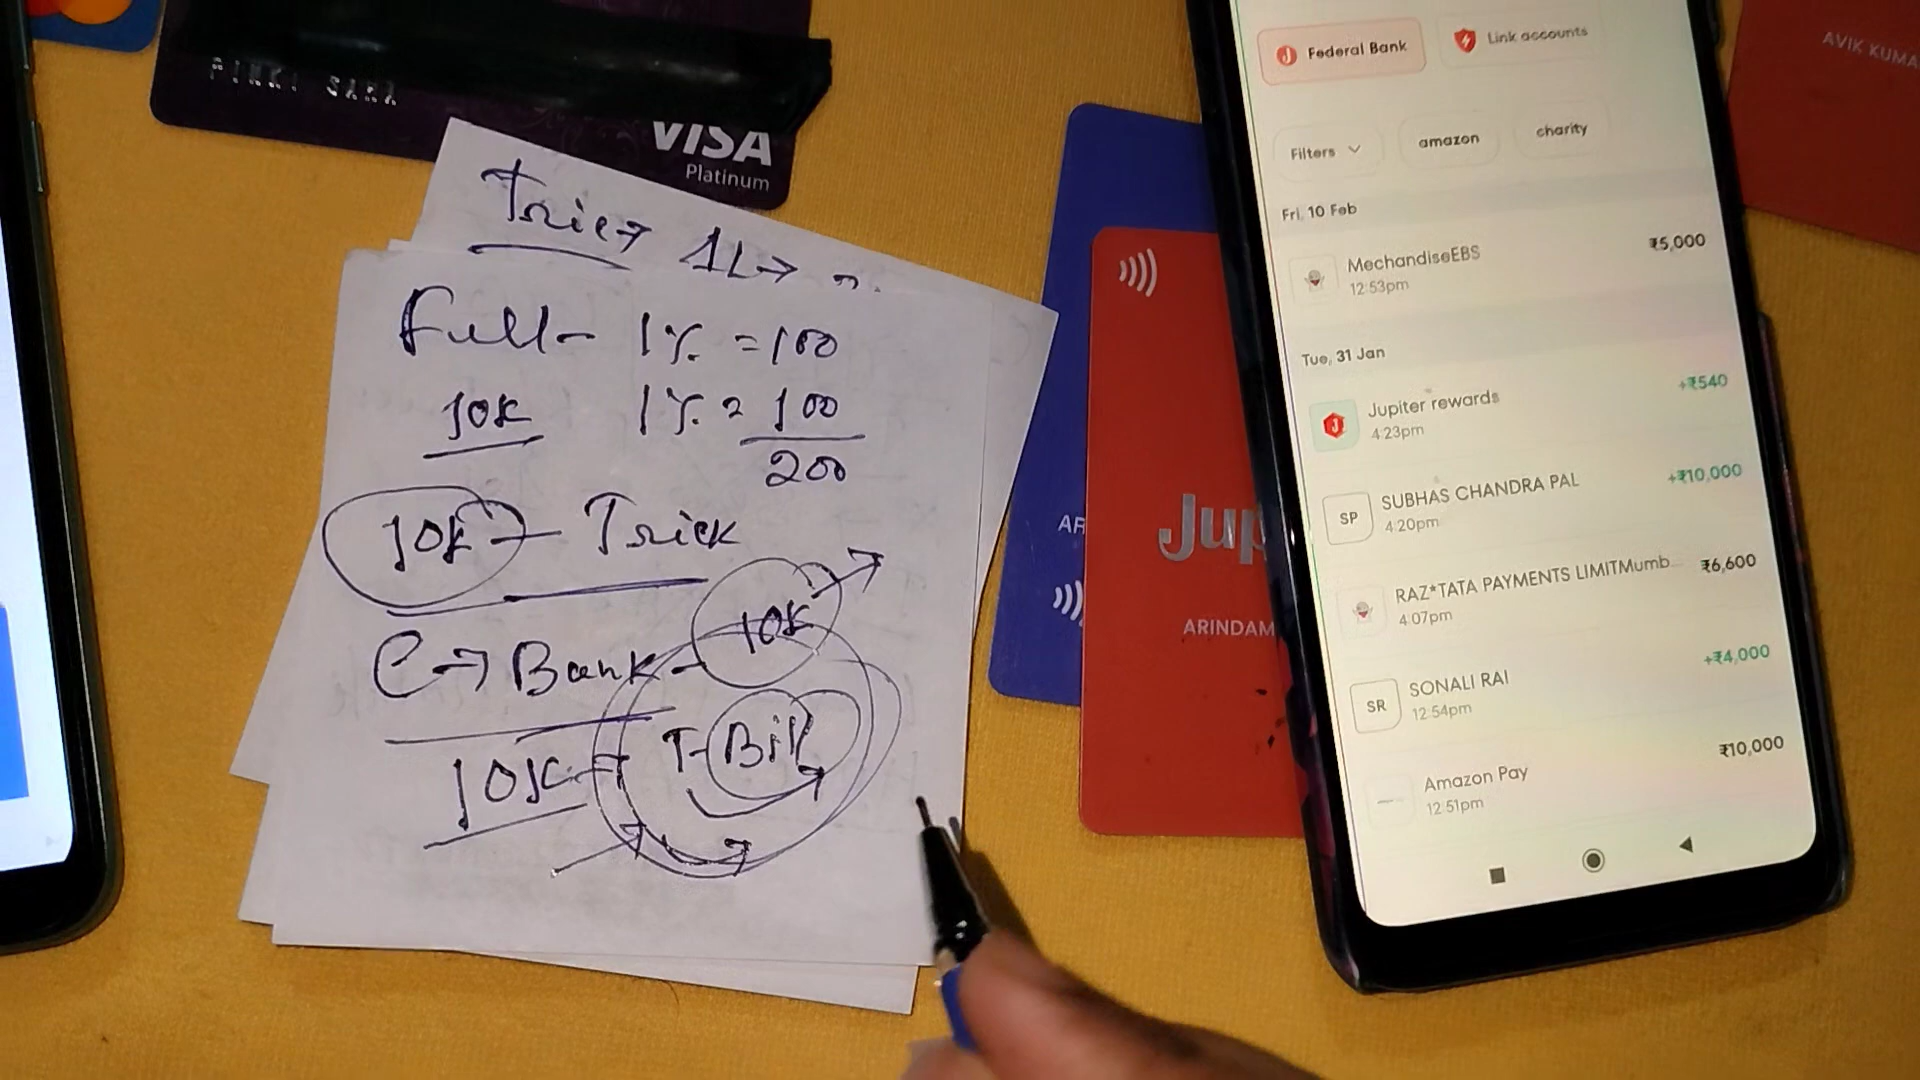 PINKI SAHA
VISA
Platinum
Trick 1L →
Full - 1% = 100
10K 1% = 100
200
10K - Trick
C → Bank - 10K
10K → T-Bill
AR
Jup
ARINDAM
AVIK KUMA
Federal Bank
Link accounts
Filters
amazon
charity
Fri, 10 Feb
MechandiseEBS ₹5,000
12:53pm
Tue, 31 Jan
Jupiter rewards +₹540
4:23pm
SP SUBHAS CHANDRA PAL +₹10,000
4:20pm
RAZ*TATA PAYMENTS LIMITMumb... ₹6,600
4:07pm
SR SONALI RAI +₹4,000
12:54pm
Amazon Pay ₹10,000
12:51pm